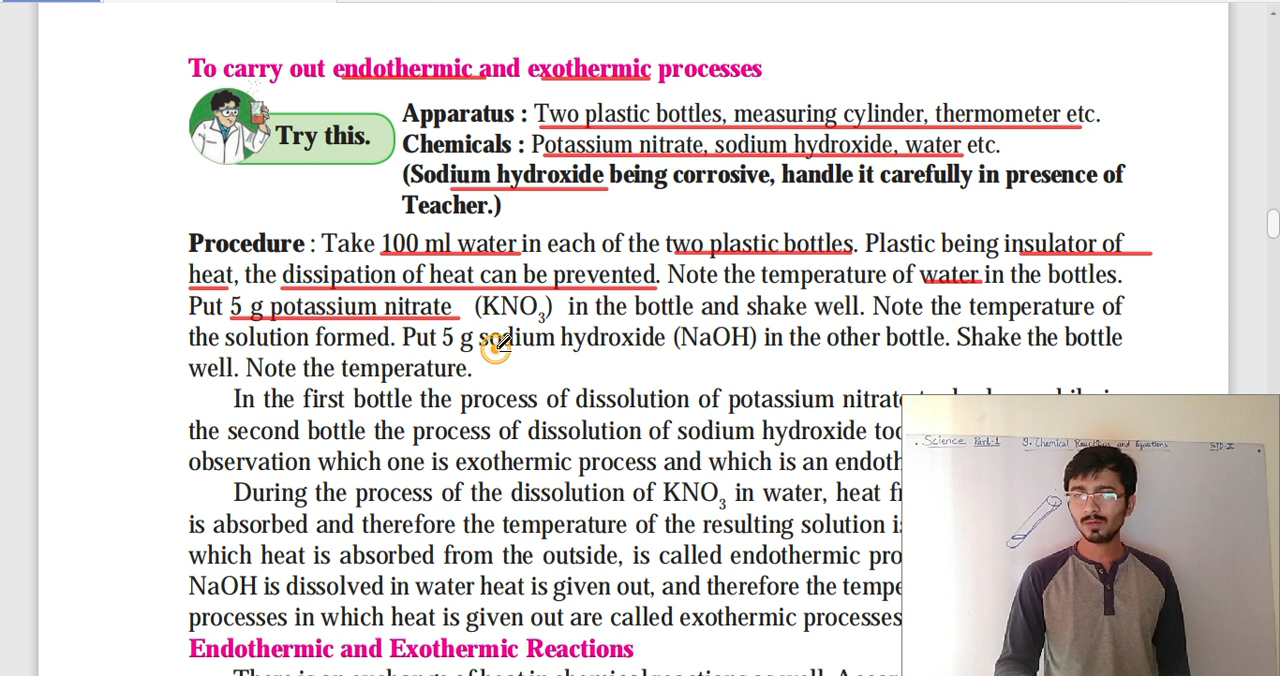 To carry out endothermic and exothermic processes
Try this.
Apparatus : Two plastic bottles, measuring cylinder, thermometer etc.
Chemicals : Potassium nitrate, sodium hydroxide, water etc.
(Sodium hydroxide being corrosive, handle it carefully in presence of
Teacher.)
Procedure : Take 100 ml water in each of the two plastic bottles. Plastic being insulator of
heat, the dissipation of heat can be prevented. Note the temperature of water in the bottles.
Put 5 g potassium nitrate (KNO3) in the bottle and shake well. Note the temperature of
the solution formed. Put 5 g sodium hydroxide (NaOH) in the other bottle. Shake the bottle
well. Note the temperature.
In the first bottle the process of dissolution of potassium nitrate
the second bottle the process of dissolution of sodium hydroxide
observation which one is exothermic process and which is an
During the process of the dissolution of KNO3 in water, heat
is absorbed and therefore the temperature of the resulting solution
which heat is absorbed from the outside, is called endothermic
NaOH is dissolved in water heat is given out, and therefore the
processes in which heat is given out are called exothermic processes
Endothermic and Exothermic Reactions
. Science Part-1 3. Chemical Reactions and Equations STD-X